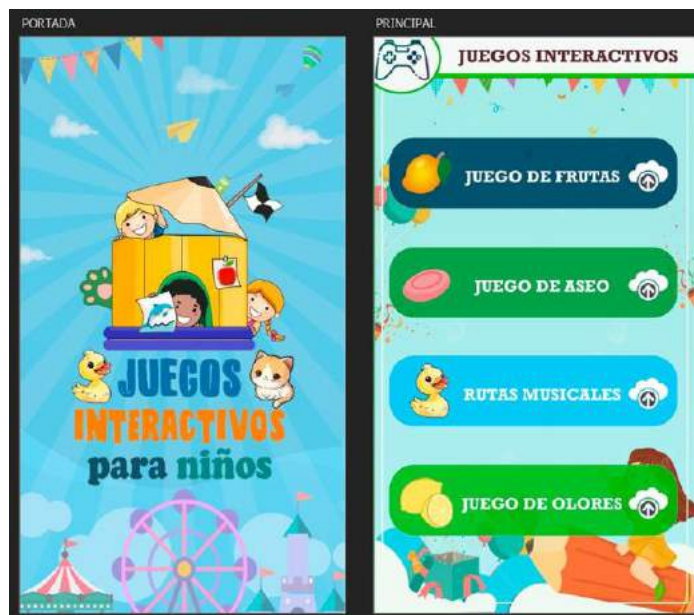 PORTADA
JUEGOS
INTERACTIVOS
para niños
PRINCIPAL
JUEGOS INTERACTIVOS
JUEGO DE FRUTAS
JUEGO DE ASEO
RUTAS MUSICALES
JUEGO DE OLORES